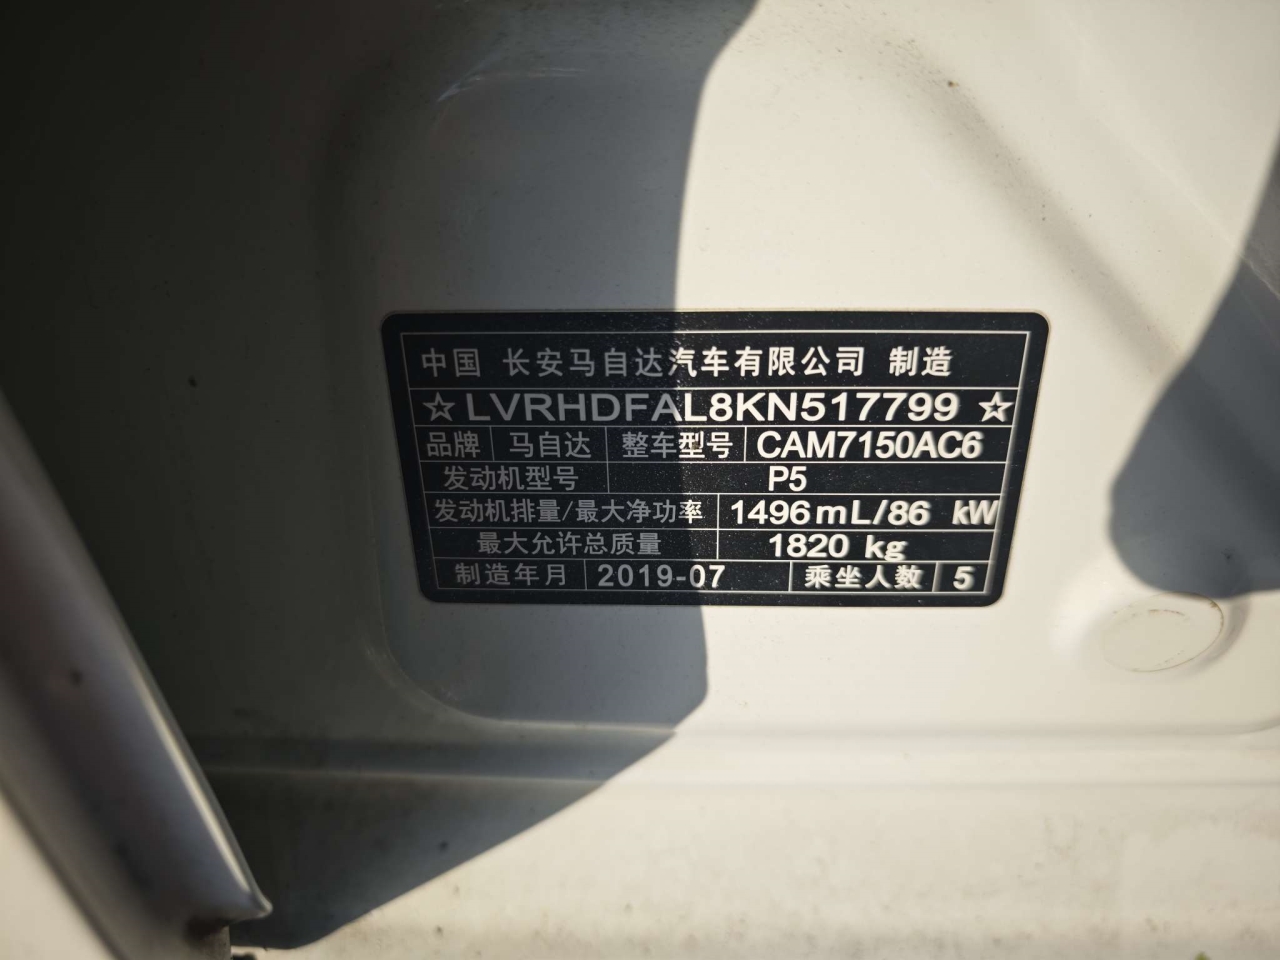 中国 长安马自达汽车有限公司 制造
☆LVRHDFAL8KN517799☆
品牌 马自达 整车型号 CAM7150AC6
发动机型号 P5
发动机排量/最大净功率 1496mL/86 kW
最大允许总质量 1820 kg
制造年月 2019-07 乘坐人数 5